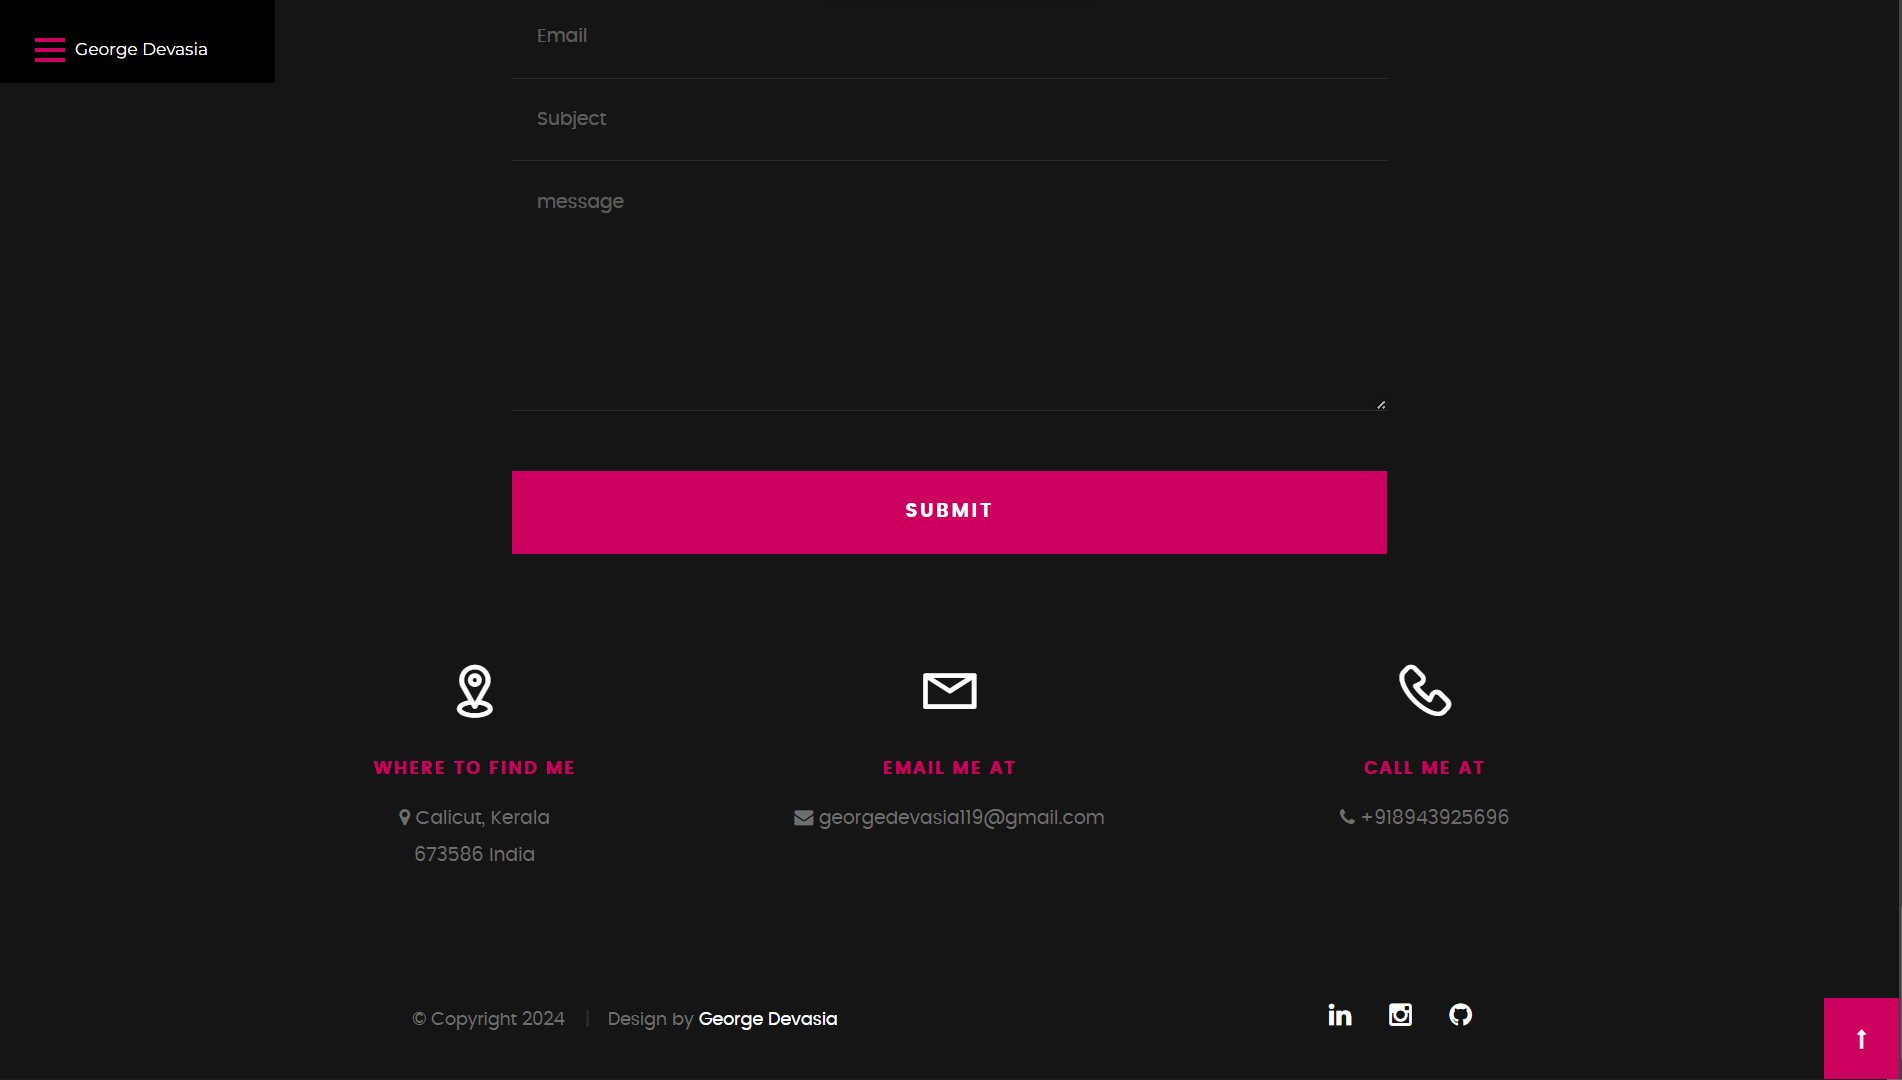 George Devasia
Email
Subject
message
SUBMIT
WHERE TO FIND ME
Calicut, Kerala
673586 India
EMAIL ME AT
georgedevasia119@gmail.com
CALL ME AT
+918943925696
© Copyright 2024 | Design by George Devasia